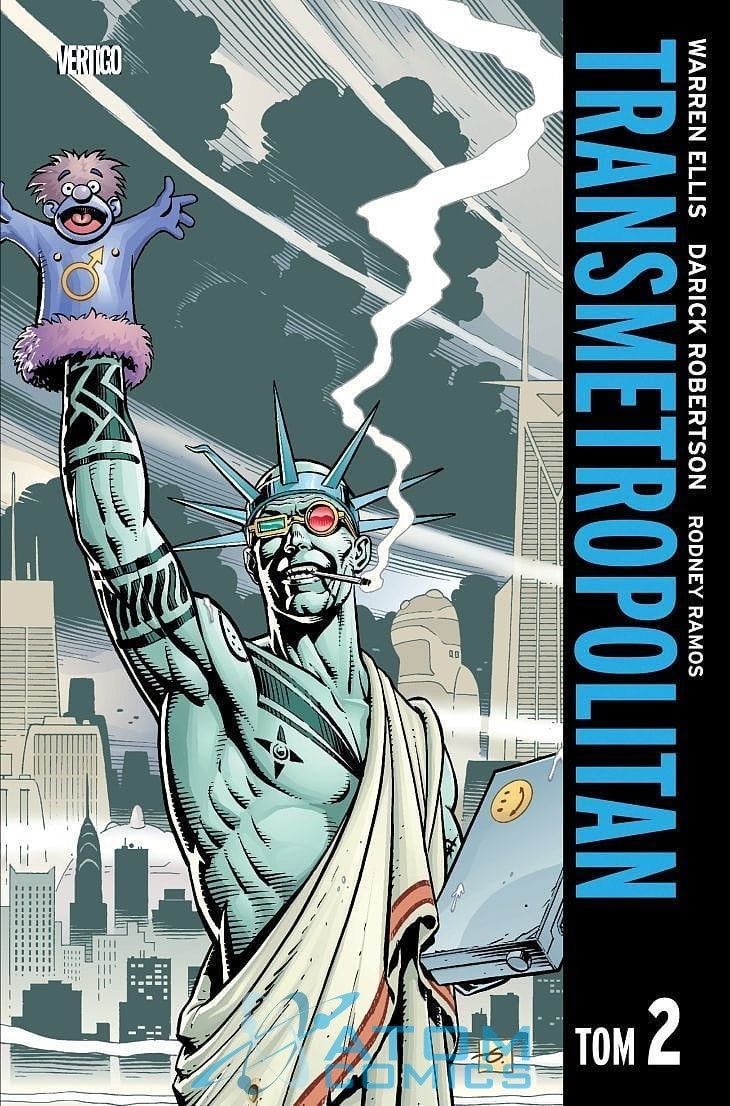 VERTIGO
WARREN ELLIS DARICK ROBERTSON RODNEY RAMOS
TRANSMETROPOLITAN
TOM 2
ATOM
COMICS